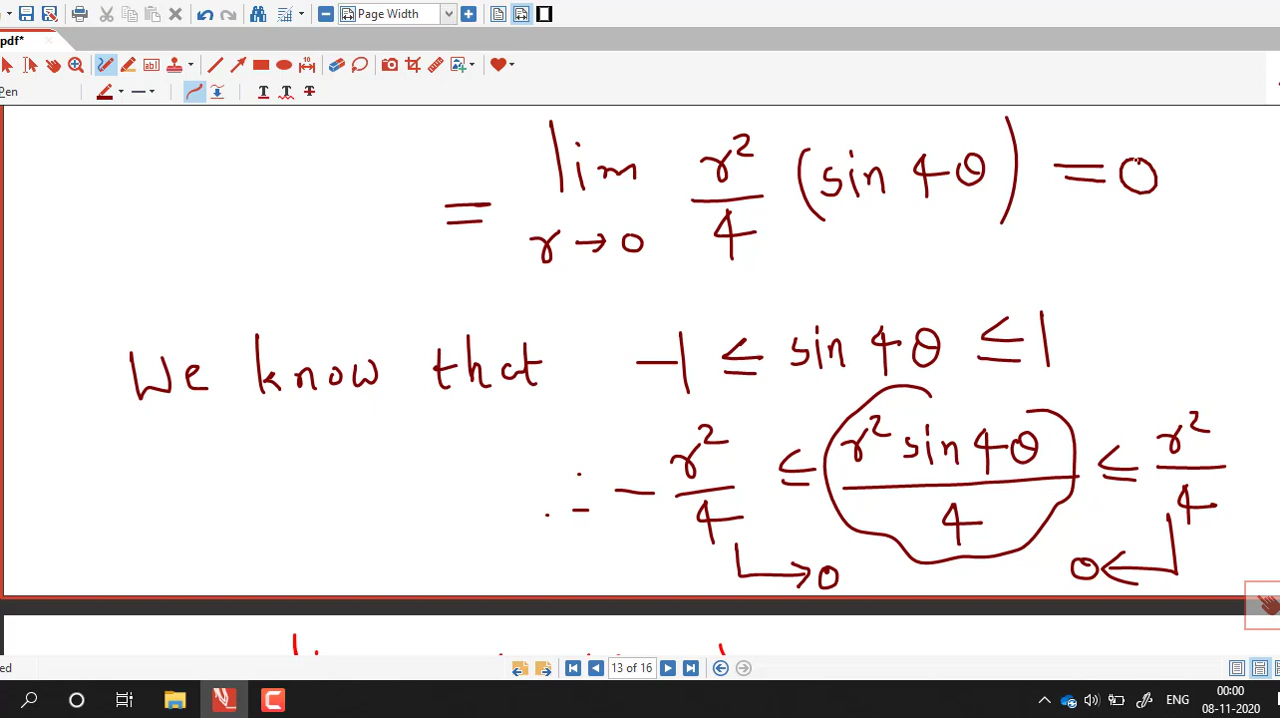 Page Width
pdf*
Pen
= lim r→0 r²/4 (sin 4θ) = 0
We know that -1 ≤ sin 4θ ≤ 1
∴ - r²/4 ≤ r² sin 4θ/4 ≤ r²/4
→ 0 0 ←
13 of 16
ENG
00:00
08-11-2020